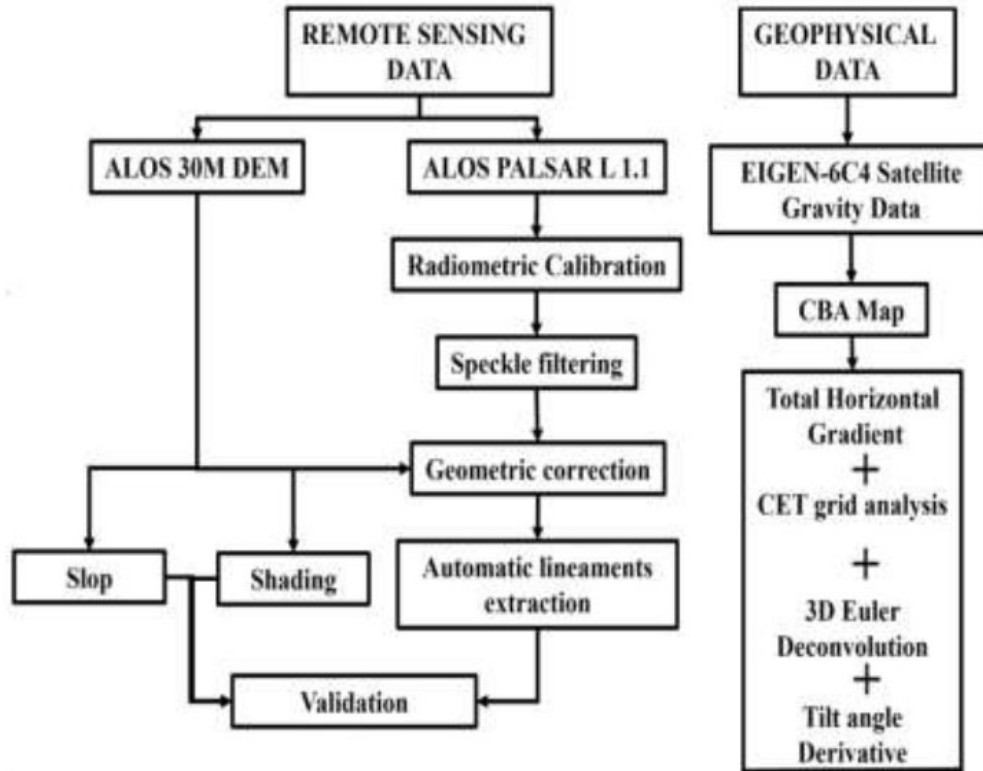 REMOTE SENSING
DATA
GEOPHYSICAL
DATA
ALOS 30M DEM
ALOS PALSAR L 1.1
EIGEN-6C4 Satellite
Gravity Data
Radiometric Calibration
CBA Map
Speckle filtering
Total Horizontal
Gradient
+
Geometric correction
CET grid analysis
+
Slop
Shading
Automatic lineaments
extraction
3D Euler
Deconvolution
+
Validation
Tilt angle
Derivative